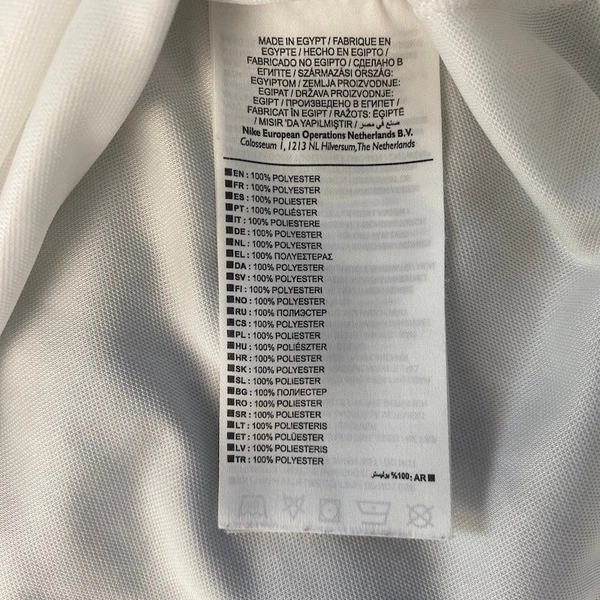 MADE IN EGYPT / FABRIQUE EN
EGYPTE / HECHO EN EGIPTO /
FABRICADO NO EGIPTO / СДЕЛАНО В
ЕГИПТЕ / SZÁRMAZÁSI ORSZÁG:
EGYIPTOM / ZEMLJA PROIZVODNJE:
EGIPAT / DRŽAVA PROIZVODNJE:
EGIPT / ПРОИЗВЕДЕНО В ЕГИПЕТ /
FABRICAT ÎN EGIPT / RAŽOTS: ĒĢIPTĒ
/ MISIR 'DA YAPILMIŞTIR / صنع في مصر
Nike European Operations Netherlands B.V.
Colosseum 1, 1213 NL Hilversum, The Netherlands
EN : 100% POLYESTER
FR : 100% POLYESTER
ES : 100% POLIESTER
PT : 100% POLIÉSTER
IT : 100% POLIESTERE
DE : 100% POLYESTER
NL : 100% POLYESTER
EL : 100% ΠΟΛΥΕΣΤΕΡΑΣ
DA : 100% POLYESTER
SV : 100% POLYESTER
FI : 100% POLYESTERI
NO : 100% POLYESTER
RU : 100% ПОЛИЭСТЕР
CS : 100% POLYESTER
PL : 100% POLIESTER
HU : 100% POLIÉSZTER
HR : 100% POLIESTER
SK : 100% POLYESTER
SL : 100% POLIESTER
BG : 100% ПОЛИЕСТЕР
RO : 100% POLIESTER
SR : 100% POLIESTER
LT : 100% POLIESTERIS
ET : 100% POLÜESTER
LV : 100% POLIESTERIS
TR : 100% POLYESTER
AR :100% بوليستر